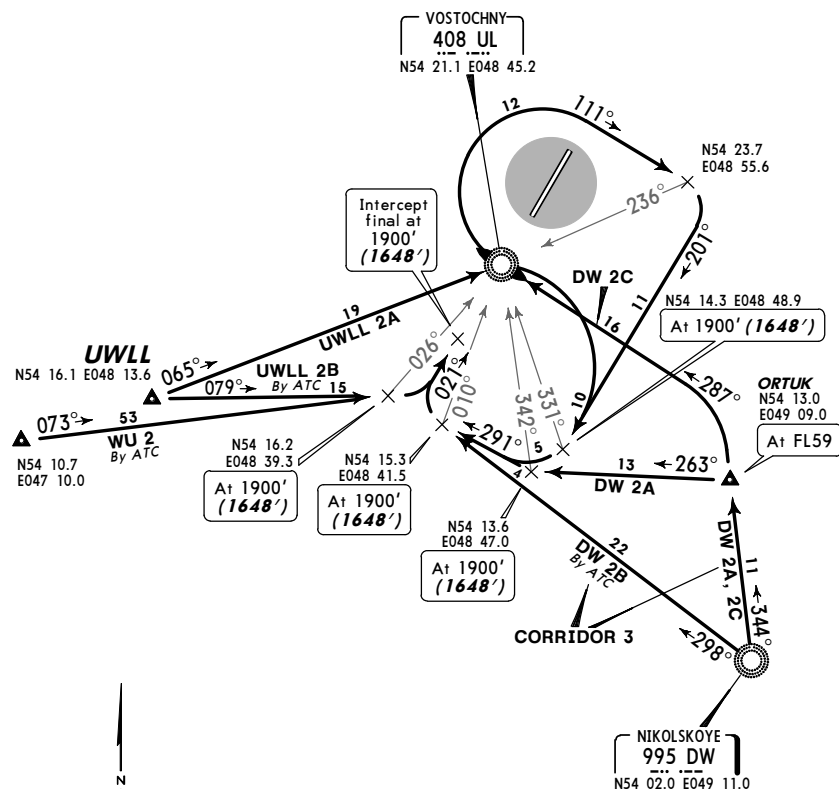 VOSTOCHNY
408 UL
N54 21.1 E048 45.2
12
111°
N54 23.7
E048 55.6
236°
201°
Intercept
final at
1900'
(1648')
DW 2C
11
N54 14.3 E048 48.9
At 1900' (1648')
19
UWLL 2A
16
026°
UWLL
N54 16.1 E048 13.6
065°
UWLL 2B
By ATC
079°
15
021°
010°
10
287°
ORTUK
N54 13.0
E049 09.0
At FL59
073°
53
WU 2
By ATC
N54 10.7
E047 10.0
N54 16.2
E048 39.3
At 1900'
(1648')
N54 15.3
E048 41.5
At 1900'
(1648')
291°
342°
331°
5
4
13
263°
DW 2A
N54 13.6
E048 47.0
At 1900'
(1648')
22
DW 2B
By ATC
DW 2A, 2C
11
344°
CORRIDOR 3
298°
N
NIKOLSKOYE
995 DW
N54 02.0 E049 11.0